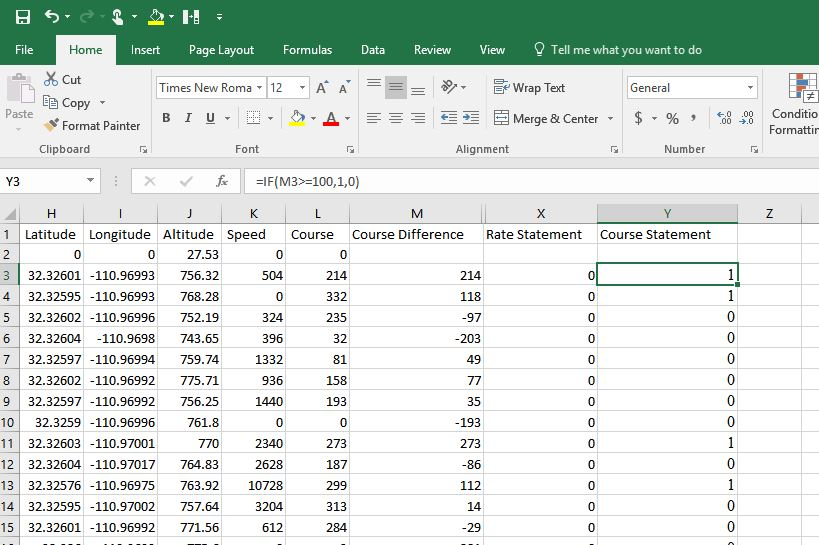 File Home Insert Page Layout Formulas Data Review View Tell me what you want to do
Paste Cut
Copy
Format Painter
Clipboard
Times New Roma 12 A A
B I U A
Font
Wrap Text
Merge & Center
Alignment
General
$ % ,
Number
Conditio
Formattin
Y3 fx =IF(M3>=100,1,0)
H I J K L M X Y Z
1 Latitude Longitude Altitude Speed Course Course Difference Rate Statement Course Statement
2 0 0 27.53 0 0
3 32.32601 -110.96993 756.32 504 214 214 0 1
4 32.32595 -110.96993 768.28 0 332 118 0 1
5 32.32602 -110.96996 752.19 324 235 -97 0 0
6 32.32604 -110.9698 743.65 396 32 -203 0 0
7 32.32597 -110.96994 759.74 1332 81 49 0 0
8 32.32602 -110.96992 775.71 936 158 77 0 0
9 32.32597 -110.96992 756.25 1440 193 35 0 0
10 32.3259 -110.96996 761.8 0 0 -193 0 0
11 32.32603 -110.97001 770 2340 273 273 0 1
12 32.32604 -110.97017 764.83 2628 187 -86 0 0
13 32.32576 -110.96975 763.92 10728 299 112 0 1
14 32.32595 -110.97002 757.64 3204 313 14 0 0
15 32.32601 -110.96992 771.56 612 284 -29 0 0